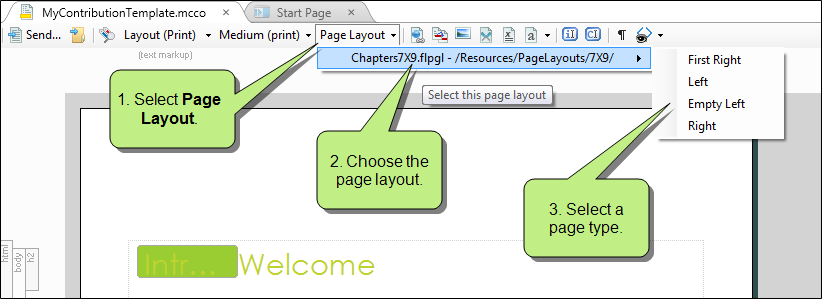 MyContributionTemplate.mcco
Start Page
Send...
Layout (Print)
Medium (print)
Page Layout
(text markup)
Chapters7X9.flpgl - /Resources/PageLayouts/7X9/
First Right
Left
Empty Left
Right
Select this page layout
1. Select Page
Layout.
2. Choose the
page layout.
3. Select a
page type.
html
body
h2
Intr... Welcome